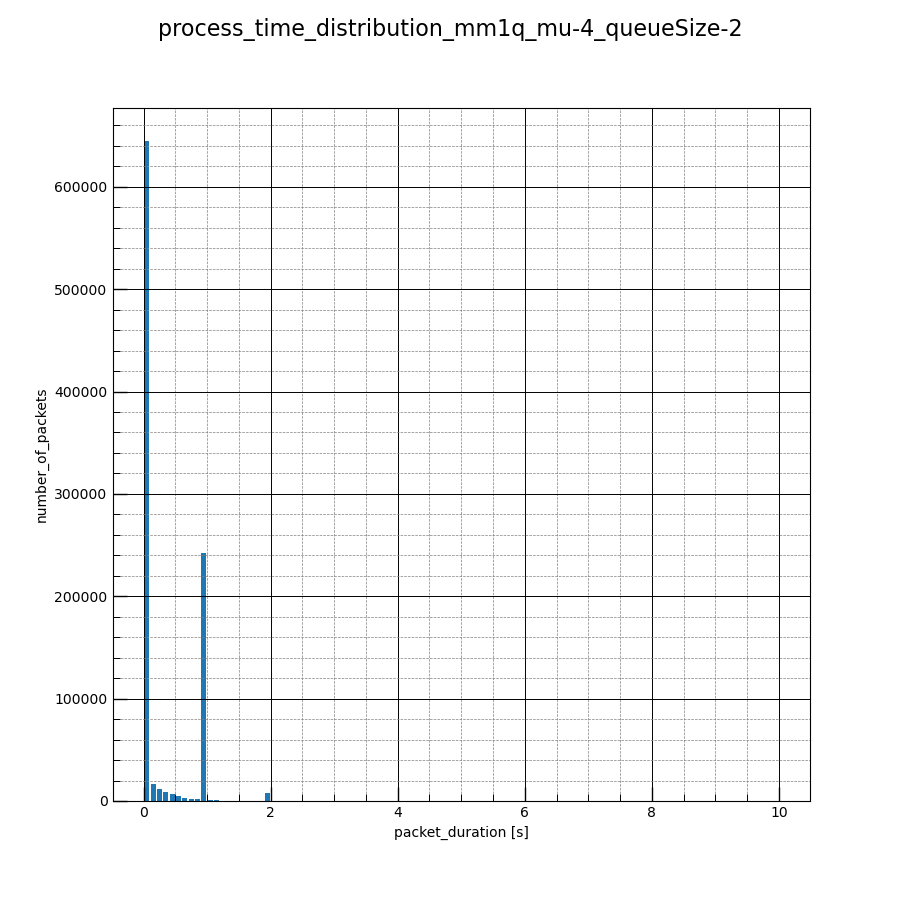 process_time_distribution_mm1q_mu-4_queueSize-2
600000
500000
400000
300000
200000
100000
0
number_of_packets
0 2 4 6 8 10
packet_duration [s]